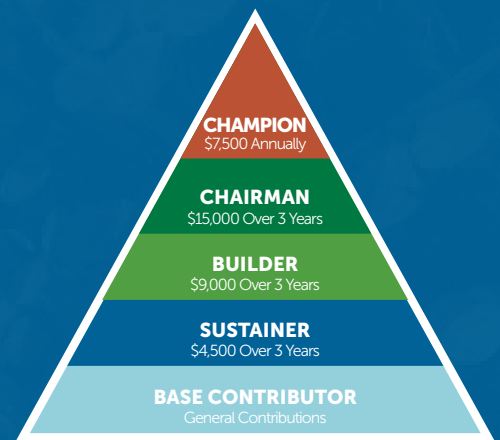 CHAMPION
$7,500 Annually
CHAIRMAN
$15,000 Over 3 Years
BUILDER
$9,000 Over 3 Years
SUSTAINER
$4,500 Over 3 Years
BASE CONTRIBUTOR
General Contributions